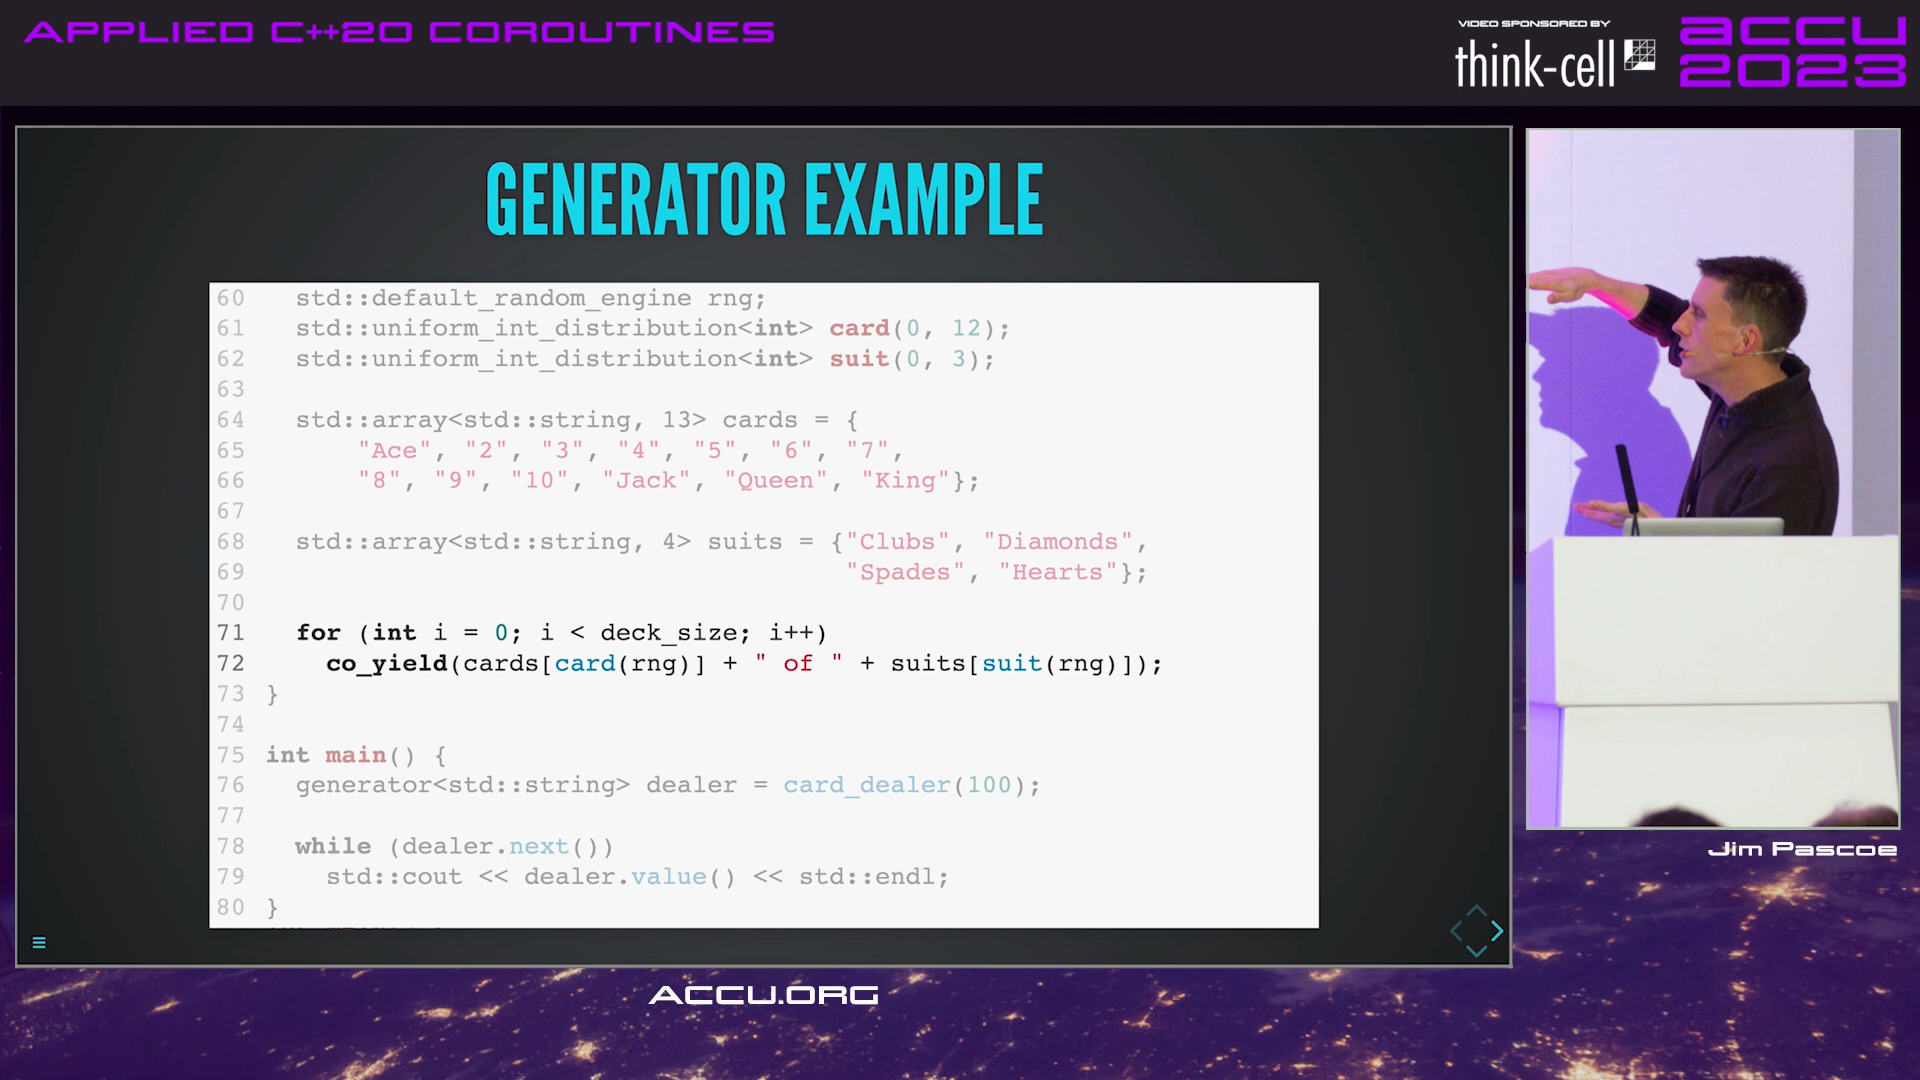 APPLIED C++20 COROUTINES
VIDEO SPONSORED BY
think-cell
accu
2023
GENERATOR EXAMPLE
60 std::default_random_engine rng;
61 std::uniform_int_distribution<int> card(0, 12);
62 std::uniform_int_distribution<int> suit(0, 3);
63
64 std::array<std::string, 13> cards = {
65 "Ace", "2", "3", "4", "5", "6", "7",
66 "8", "9", "10", "Jack", "Queen", "King"};
67
68 std::array<std::string, 4> suits = {"Clubs", "Diamonds",
69 "Spades", "Hearts"};
70
71 for (int i = 0; i < deck_size; i++)
72 co_yield(cards[card(rng)] + " of " + suits[suit(rng)]);
73 }
74
75 int main() {
76 generator<std::string> dealer = card_dealer(100);
77
78 while (dealer.next())
79 std::cout << dealer.value() << std::endl;
80 }
Jim Pascoe
ACCU.ORG